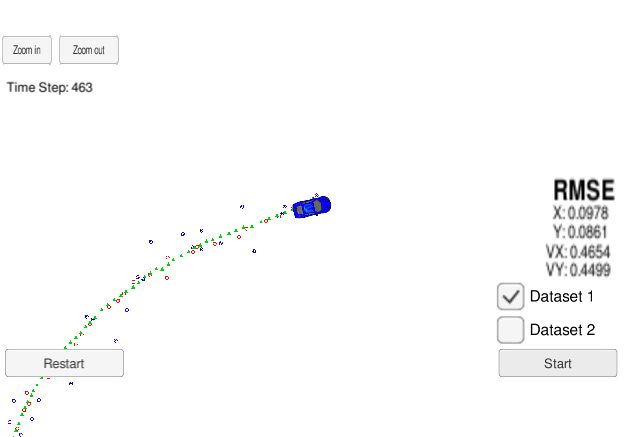 Zoom in
Zoom out
Time Step: 463
RMSE
X: 0.0978
Y: 0.0861
VX: 0.4654
VY: 0.4499
Dataset 1
Dataset 2
Restart
Start